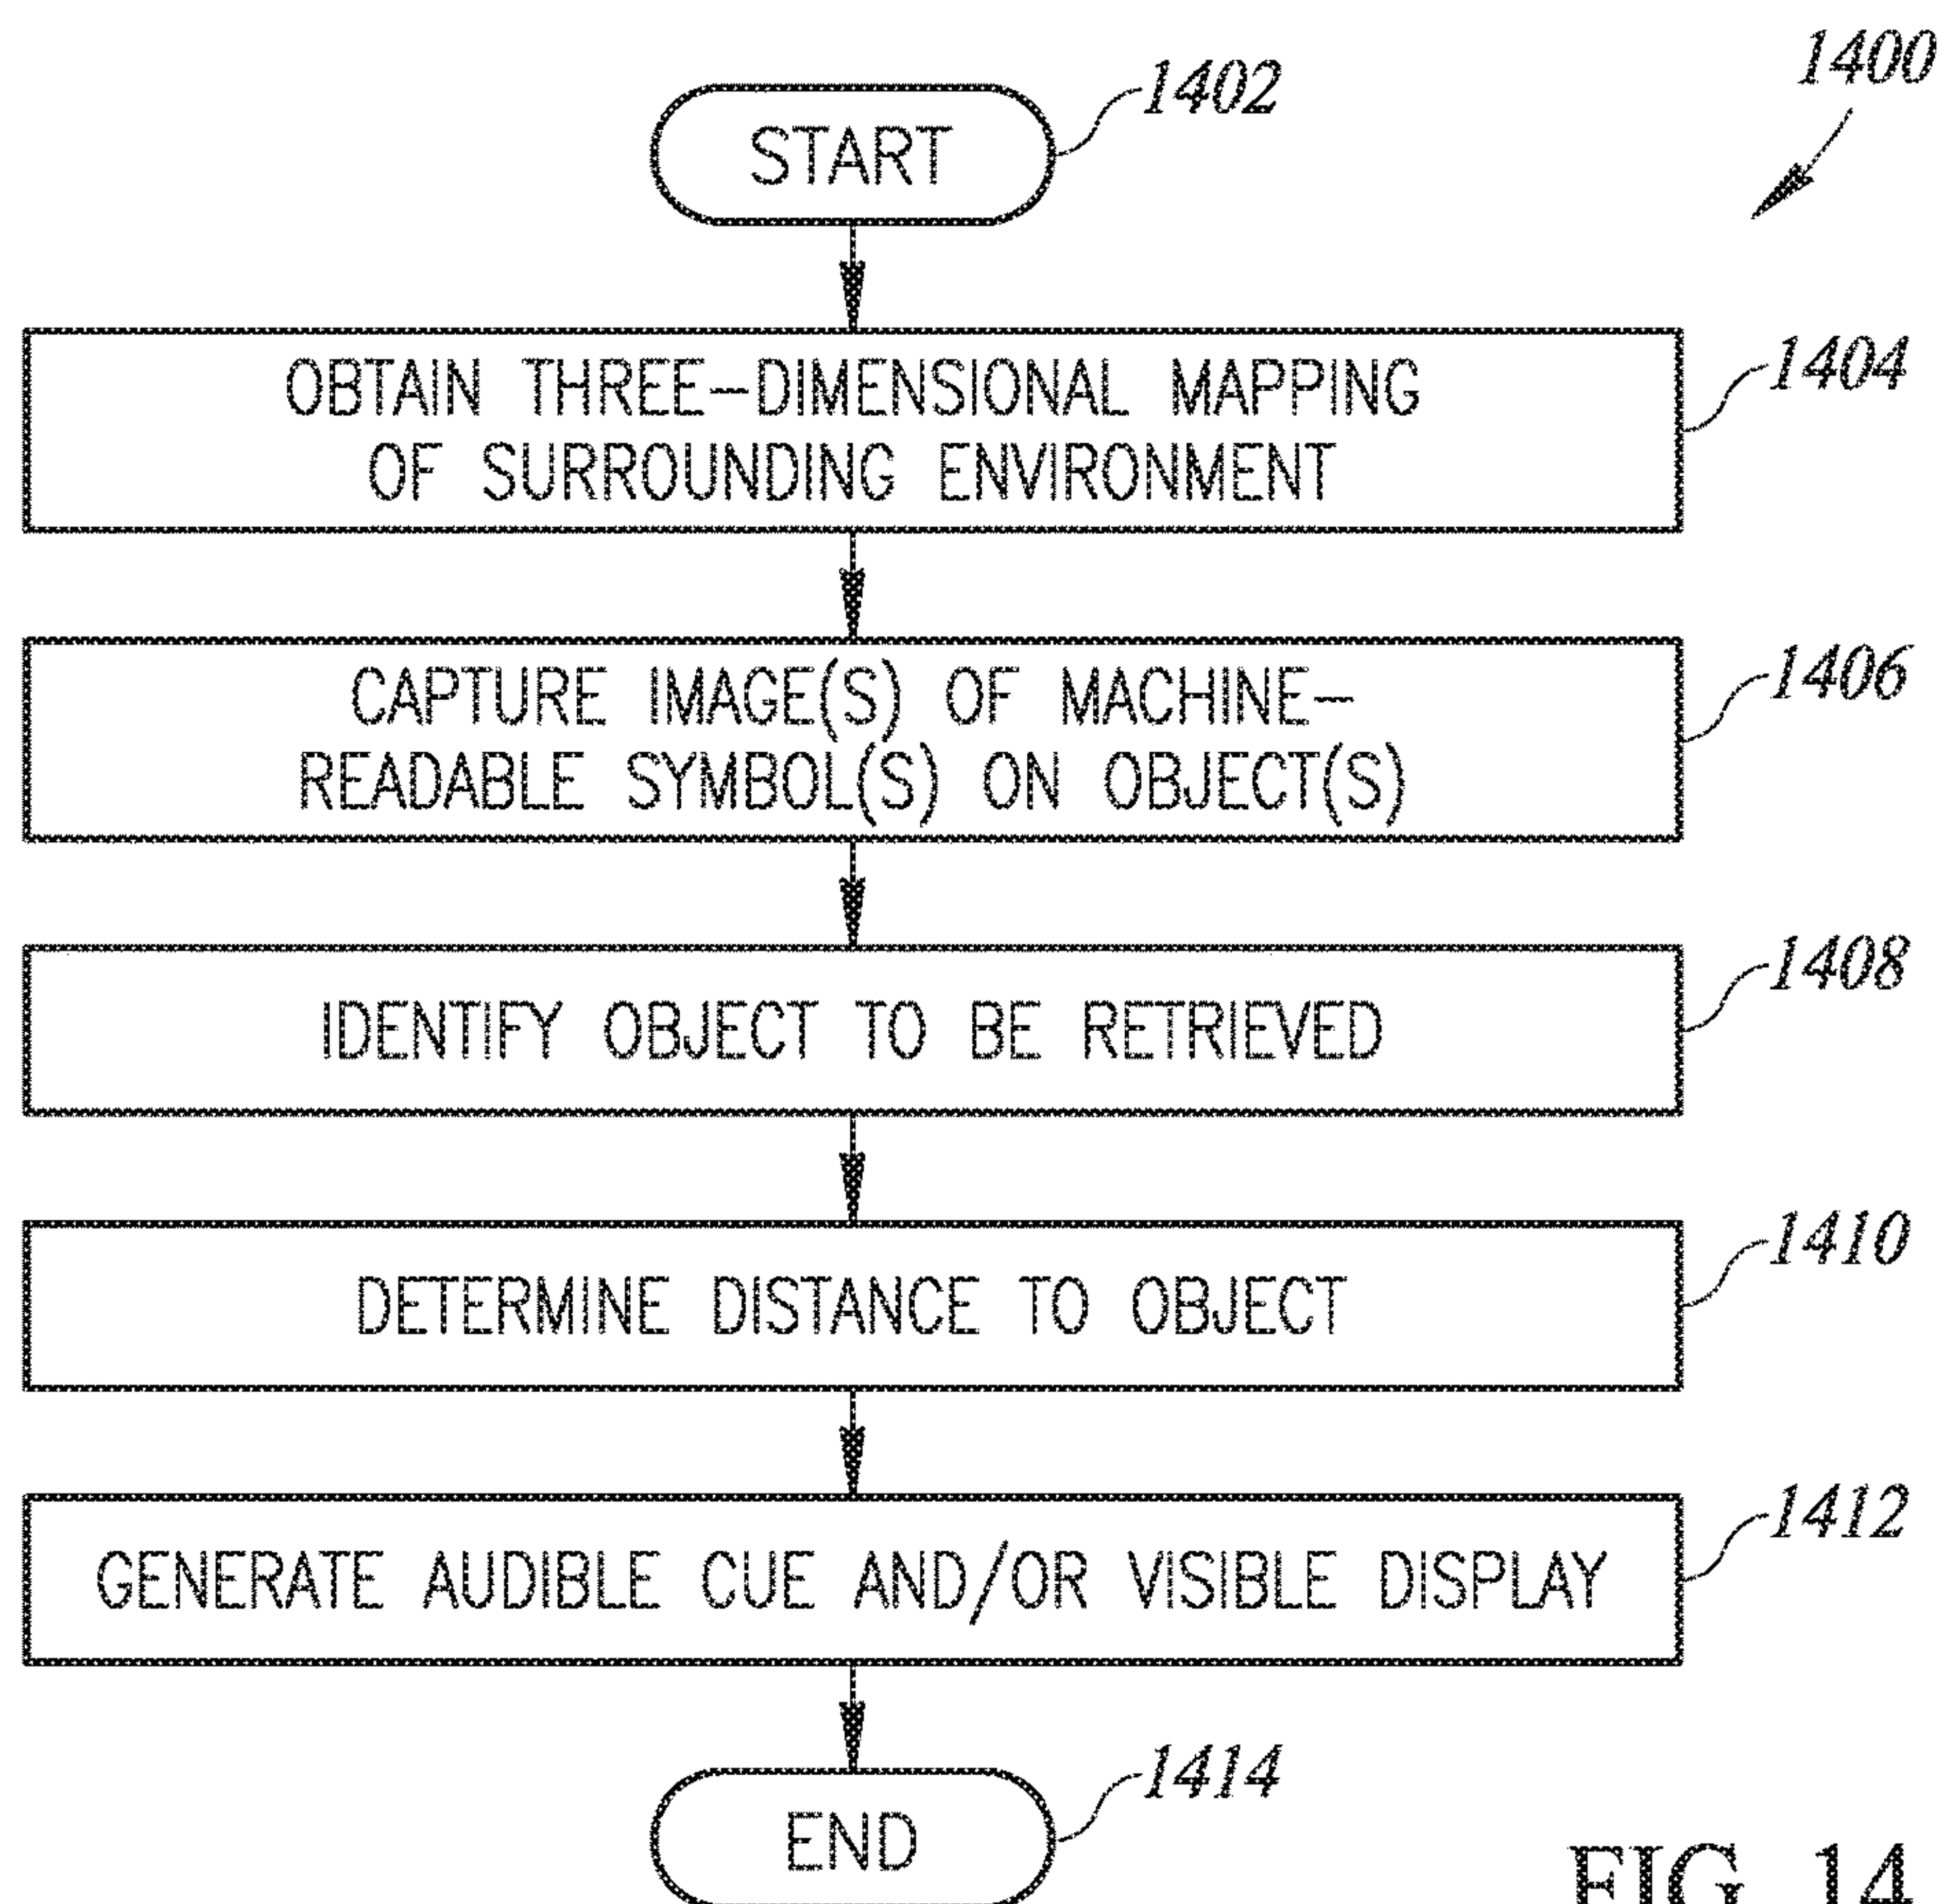 1400
START
1402
OBTAIN THREE-DIMENSIONAL MAPPING
OF SURROUNDING ENVIRONMENT
1404
CAPTURE IMAGE(S) OF MACHINE-
READABLE SYMBOL(S) ON OBJECT(S)
1406
IDENTIFY OBJECT TO BE RETRIEVED
1408
DETERMINE DISTANCE TO OBJECT
1410
GENERATE AUDIBLE CUE AND/OR VISIBLE DISPLAY
1412
END
1414
FIG. 14